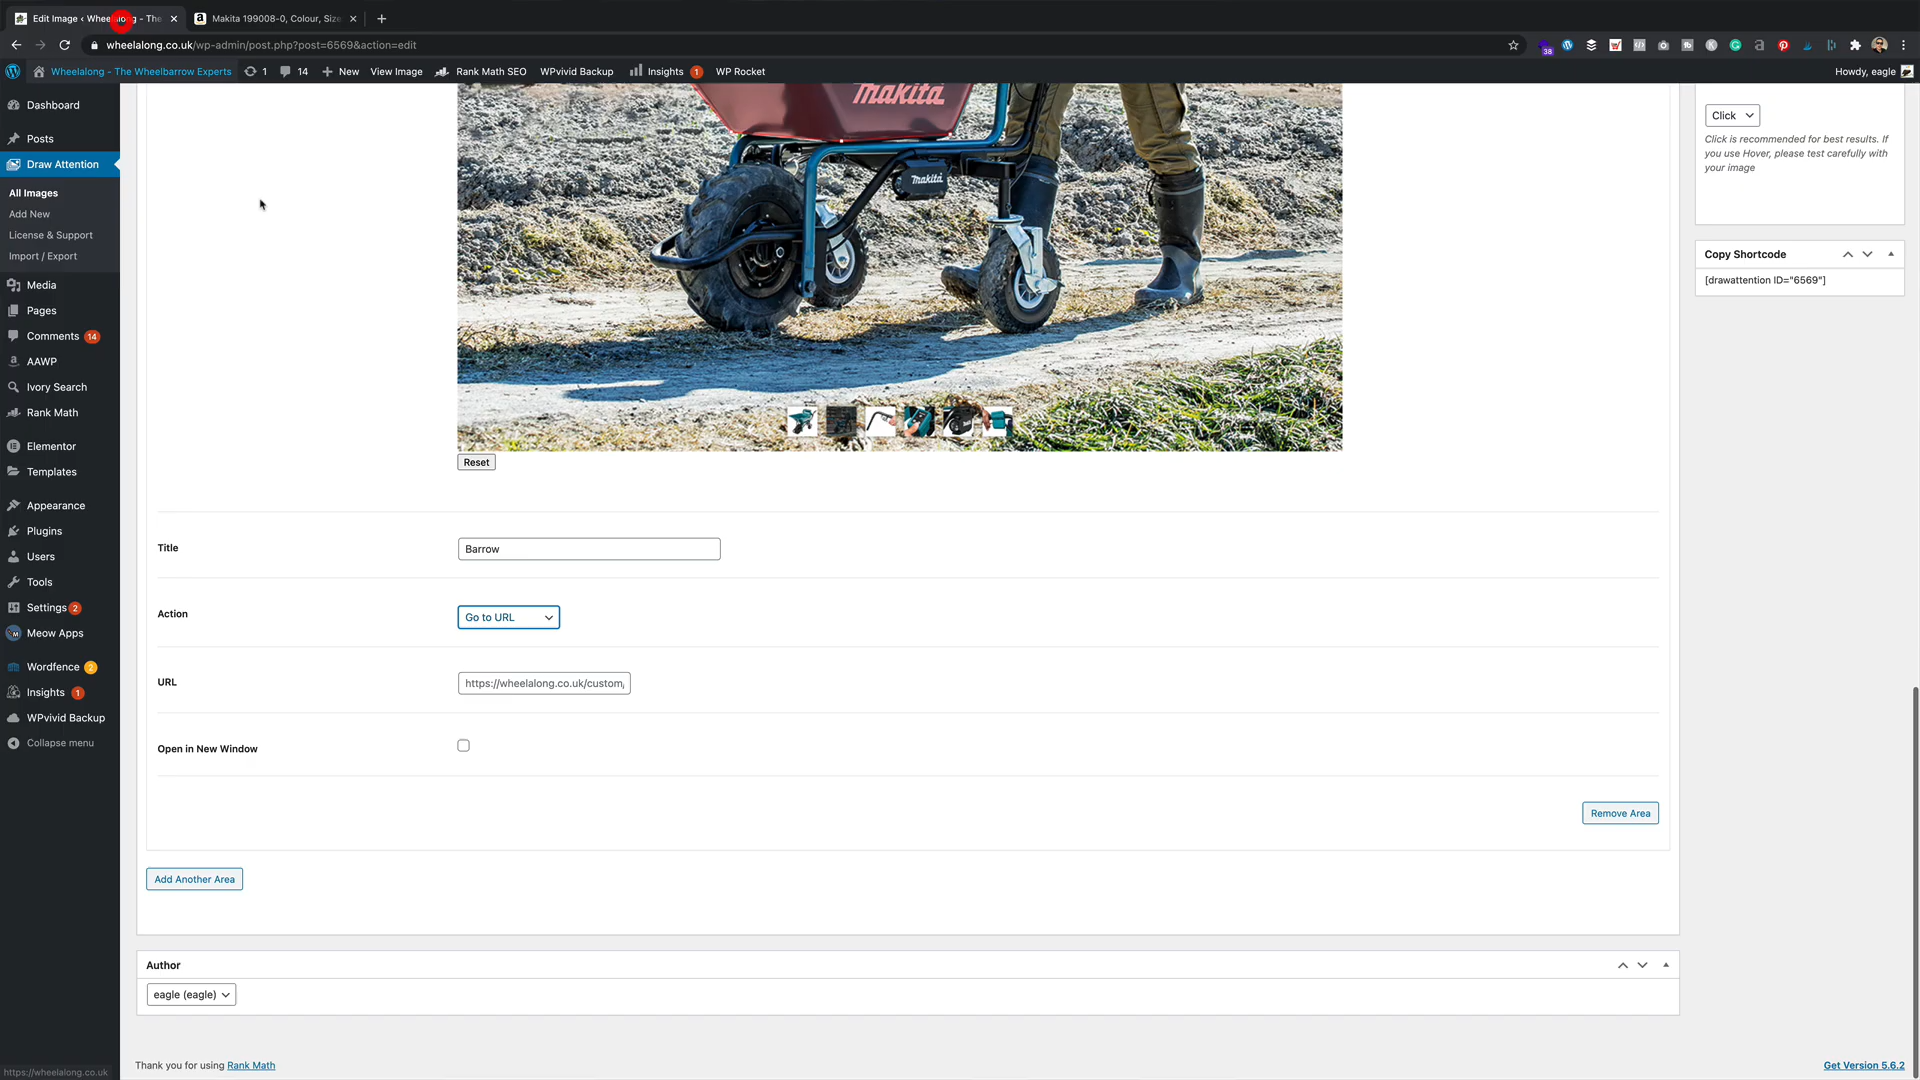 Edit Image ‹ Wheelalong - The
Makita 199008-0, Colour, Size
wheelalong.co.uk/wp-admin/post.php?post=6569&action=edit
38
Wheelalong - The Wheelbarrow Experts
1
14
New
View Image
Rank Math SEO
WPvivid Backup
Insights 1
WP Rocket
Howdy, eagle
Dashboard
Posts
Draw Attention
All Images
Add New
License & Support
Import / Export
Media
Pages
Comments 14
AAWP
Ivory Search
Rank Math
Elementor
Templates
Appearance
Plugins
Users
Tools
Settings 2
Meow Apps
Wordfence 2
Insights 1
WPvivid Backup
Collapse menu
https://wheelalong.co.uk
makita
makita
Reset
Title
Barrow
Action
Go to URL
URL
https://wheelalong.co.uk/custom,
Open in New Window
Remove Area
Add Another Area
Author
eagle (eagle)
Thank you for using Rank Math
Get Version 5.6.2
Click
Click is recommended for best results. If
you use Hover, please test carefully with
your image
Copy Shortcode
[drawattention ID="6569"]